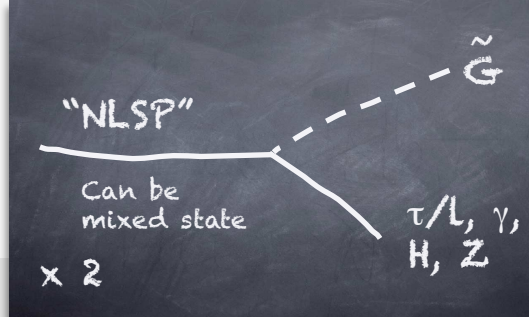 G̃
“NLSP”
Can be
mixed state
τ/L, γ,
H, Z
x 2